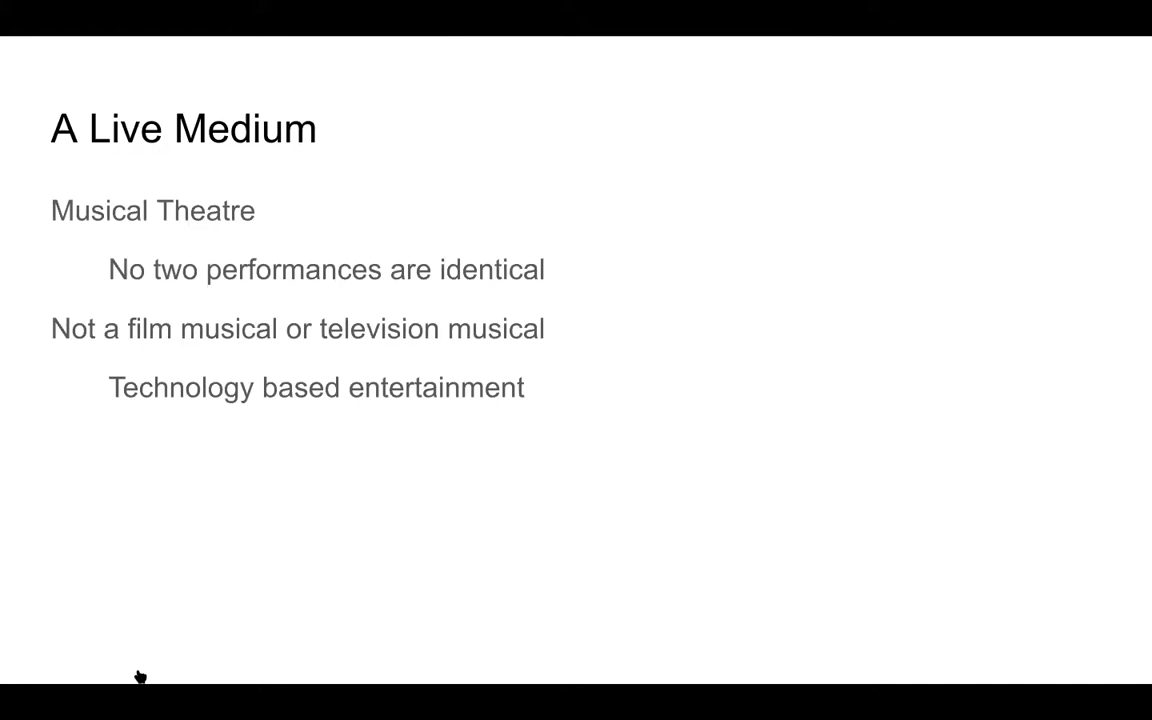 A Live Medium
Musical Theatre
No two performances are identical
Not a film musical or television musical
Technology based entertainment